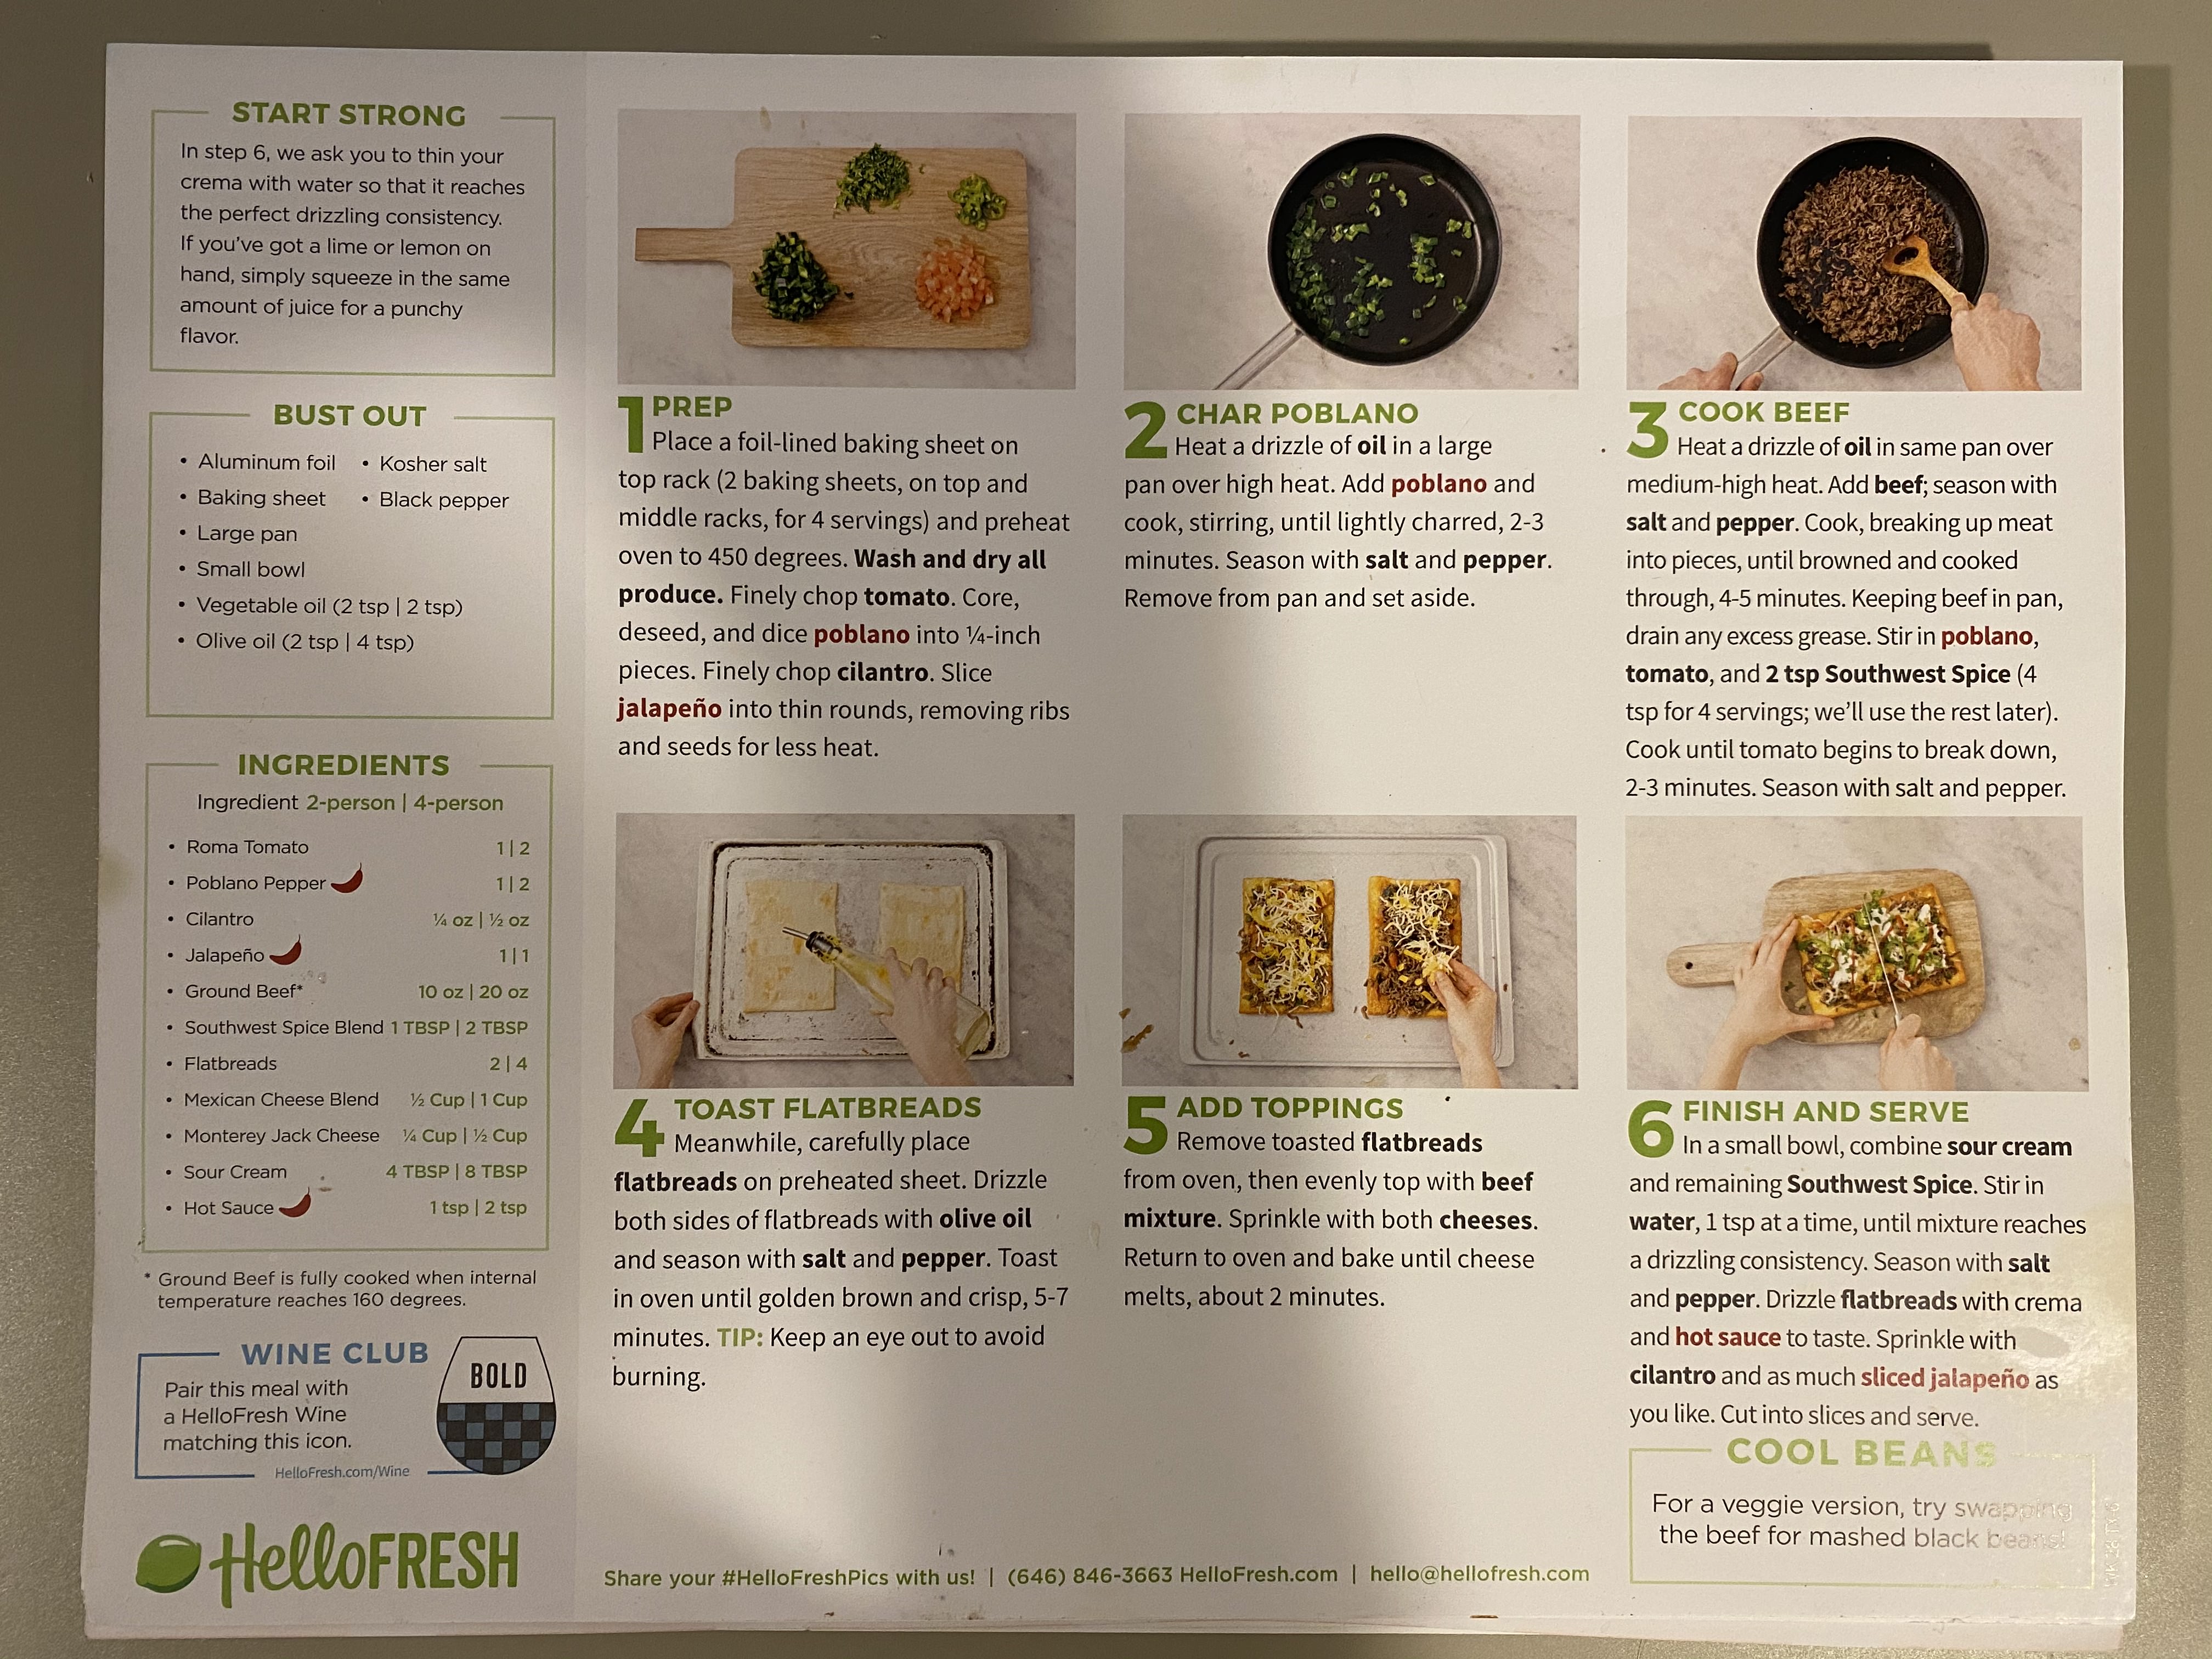 START STRONG
In step 6, we ask you to thin your
crema with water so that it reaches
the perfect drizzling consistency.
If you've got a lime or lemon on
hand, simply squeeze in the same
amount of juice for a punchy
flavor.
BUST OUT
• Aluminum foil
• Baking sheet
• Large pan
• Small bowl
• Vegetable oil (2 tsp | 2 tsp)
• Olive oil (2 tsp | 4 tsp)
• Kosher salt
• Black pepper
INGREDIENTS
Ingredient 2-person | 4-person
• Roma Tomato 1 | 2
• Poblano Pepper 1 | 2
• Cilantro ¼ oz | ½ oz
• Jalapeño 1 | 1
• Ground Beef* 10 oz | 20 oz
• Southwest Spice Blend 1 TBSP | 2 TBSP
• Flatbreads 2 | 4
• Mexican Cheese Blend ½ Cup | 1 Cup
• Monterey Jack Cheese ¼ Cup | ½ Cup
• Sour Cream 4 TBSP | 8 TBSP
• Hot Sauce 1 tsp | 2 tsp
* Ground Beef is fully cooked when internal
temperature reaches 160 degrees.
WINE CLUB
Pair this meal with
a HelloFresh Wine
matching this icon.
HelloFresh.com/Wine
BOLD
HelloFRESH
1 PREP
Place a foil-lined baking sheet on
top rack (2 baking sheets, on top and
middle racks, for 4 servings) and preheat
oven to 450 degrees. Wash and dry all
produce. Finely chop tomato. Core,
deseed, and dice poblano into ¼-inch
pieces. Finely chop cilantro. Slice
jalapeño into thin rounds, removing ribs
and seeds for less heat.
2 CHAR POBLANO
Heat a drizzle of oil in a large
pan over high heat. Add poblano and
cook, stirring, until lightly charred, 2-3
minutes. Season with salt and pepper.
Remove from pan and set aside.
3 COOK BEEF
Heat a drizzle of oil in same pan over
medium-high heat. Add beef; season with
salt and pepper. Cook, breaking up meat
into pieces, until browned and cooked
through, 4-5 minutes. Keeping beef in pan,
drain any excess grease. Stir in poblano,
tomato, and 2 tsp Southwest Spice (4
tsp for 4 servings; we'll use the rest later).
Cook until tomato begins to break down,
2-3 minutes. Season with salt and pepper.
4 TOAST FLATBREADS
Meanwhile, carefully place
flatbreads on preheated sheet. Drizzle
both sides of flatbreads with olive oil
and season with salt and pepper. Toast
in oven until golden brown and crisp, 5-7
minutes. TIP: Keep an eye out to avoid
burning.
5 ADD TOPPINGS
Remove toasted flatbreads
from oven, then evenly top with beef
mixture. Sprinkle with both cheeses.
Return to oven and bake until cheese
melts, about 2 minutes.
6 FINISH AND SERVE
In a small bowl, combine sour cream
and remaining Southwest Spice. Stir in
water, 1 tsp at a time, until mixture reaches
a drizzling consistency. Season with salt
and pepper. Drizzle flatbreads with crema
and hot sauce to taste. Sprinkle with
cilantro and as much sliced jalapeño as
you like. Cut into slices and serve.
COOL BEANS
For a veggie version, try swapping
the beef for mashed black beans!
Share your #HelloFreshPics with us! | (646) 846-3663 HelloFresh.com | hello@hellofresh.com